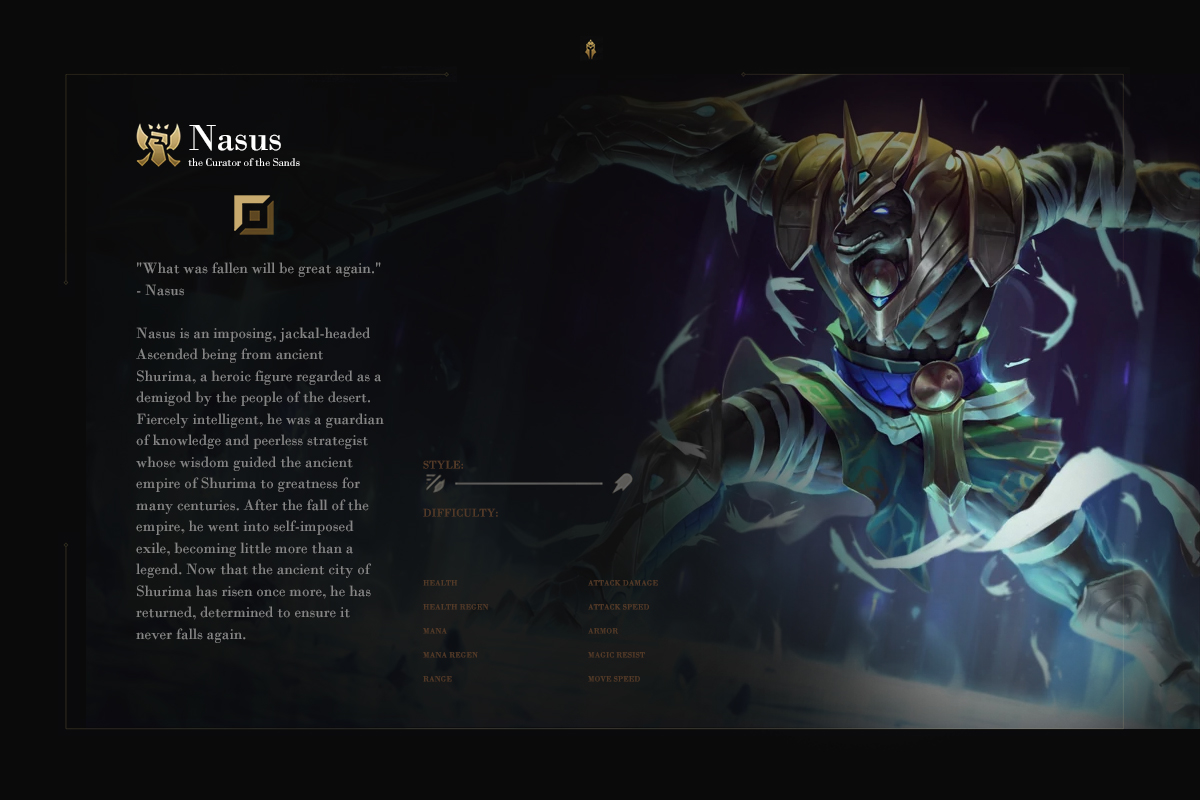 Nasus
the Curator of the Sands
"What was fallen will be great again."
- Nasus
Nasus is an imposing, jackal-headed
Ascended being from ancient
Shurima, a heroic figure regarded as a
demigod by the people of the desert.
Fiercely intelligent, he was a guardian
of knowledge and peerless strategist
whose wisdom guided the ancient
empire of Shurima to greatness for
many centuries. After the fall of the
empire, he went into self-imposed
exile, becoming little more than a
legend. Now that the ancient city of
Shurima has risen once more, he has
returned, determined to ensure it
never falls again.
STYLE:
DIFFICULTY:
HEALTH
HEALTH REGEN
MANA
MANA REGEN
RANGE
ATTACK DAMAGE
ATTACK SPEED
ARMOR
MAGIC RESIST
MOVE SPEED